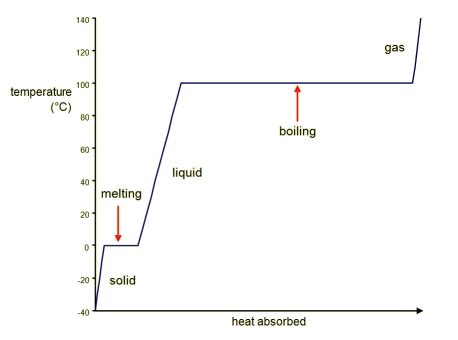 140
120
gas
100
temperature
(°C)
80
boiling
60
liquid
40
melting
20
0
-20
solid
-40
heat absorbed